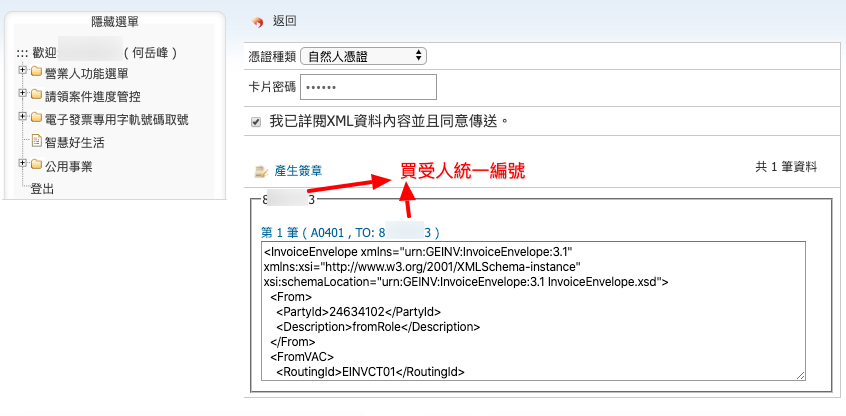 隱藏選單
::: 歡迎 ( 何岳峰 )
營業人功能選單
請領案件進度管控
電子發票專用字軌號碼取號
智慧好生活
公用事業
登出
返回
憑證種類 自然人憑證
卡片密碼 ••••••
我已詳閱XML資料內容並且同意傳送。
產生簽章
買受人統一編號
共 1 筆資料
8 3
第 1 筆 ( A0401 , TO: 8 3 )
<InvoiceEnvelope xmlns="urn:GEINV:InvoiceEnvelope:3.1"
xmlns:xsi="http://www.w3.org/2001/XMLSchema-instance"
xsi:schemaLocation="urn:GEINV:InvoiceEnvelope:3.1 InvoiceEnvelope.xsd">
<From>
<PartyId>24634102</PartyId>
<Description>fromRole</Description>
</From>
<FromVAC>
<RoutingId>EINVCT01</RoutingId>